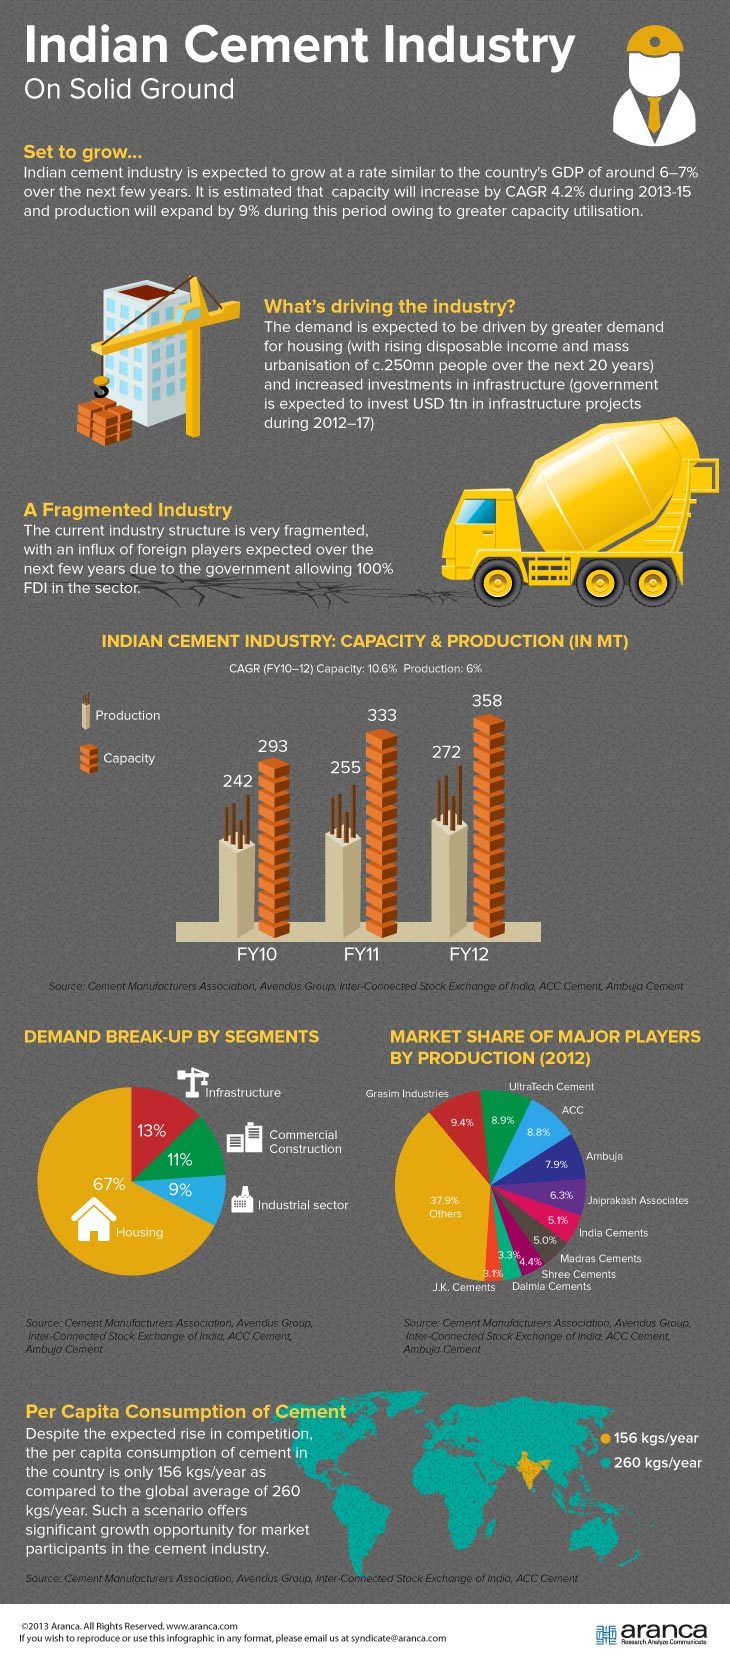 Indian Cement Industry
On Solid Ground
Set to grow...
Indian cement industry is expected to grow at a rate similar to the country's GDP of around 6–7%
over the next few years. It is estimated that capacity will increase by CAGR 4.2% during 2013-15
and production will expand by 9% during this period owing to greater capacity utilisation.
What's driving the industry?
The demand is expected to be driven by greater demand
for housing (with rising disposable income and mass
urbanisation of c.250mn people over the next 20 years)
and increased investments in infrastructure (government
is expected to invest USD 1tn in infrastructure projects
during 2012–17)
A Fragmented Industry
The current industry structure is very fragmented,
with an influx of foreign players expected over the
next few years due to the government allowing 100%
FDI in the sector.
INDIAN CEMENT INDUSTRY: CAPACITY & PRODUCTION (IN MT)
CAGR (FY10–12) Capacity: 10.6% Production: 6%
Production
Capacity
242
293
255
333
272
358
FY10
FY11
FY12
Source: Cement Manufacturers Association, Avendus Group, Inter-Connected Stock Exchange of India, ACC Cement, Ambuja Cement
DEMAND BREAK-UP BY SEGMENTS
13%
Infrastructure
11%
Commercial
Construction
9%
Industrial sector
67%
Housing
Source: Cement Manufacturers Association, Avendus Group,
Inter-Connected Stock Exchange of India, ACC Cement,
Ambuja Cement
MARKET SHARE OF MAJOR PLAYERS
BY PRODUCTION (2012)
Grasim Industries
9.4%
UltraTech Cement
8.9%
ACC
8.8%
Ambuja
7.9%
Jaiprakash Associates
6.3%
India Cements
5.1%
Madras Cements
5.0%
Shree Cements
4.4%
Dalmia Cements
3.3%
J.K. Cements
3.1%
37.9%
Others
Source: Cement Manufacturers Association, Avendus Group,
Inter-Connected Stock Exchange of India, ACC Cement,
Ambuja Cement
Per Capita Consumption of Cement
Despite the expected rise in competition,
the per capita consumption of cement in
the country is only 156 kgs/year as
compared to the global average of 260
kgs/year. Such a scenario offers
significant growth opportunity for market
participants in the cement industry.
156 kgs/year
260 kgs/year
Source: Cement Manufacturers Association, Avendus Group, Inter-Connected Stock Exchange of India, ACC Cement
©2013 Aranca. All Rights Reserved. www.aranca.com
If you wish to reproduce or use this infographic in any format, please email us at syndicate@aranca.com
aranca
Research.Analyze.Communicate